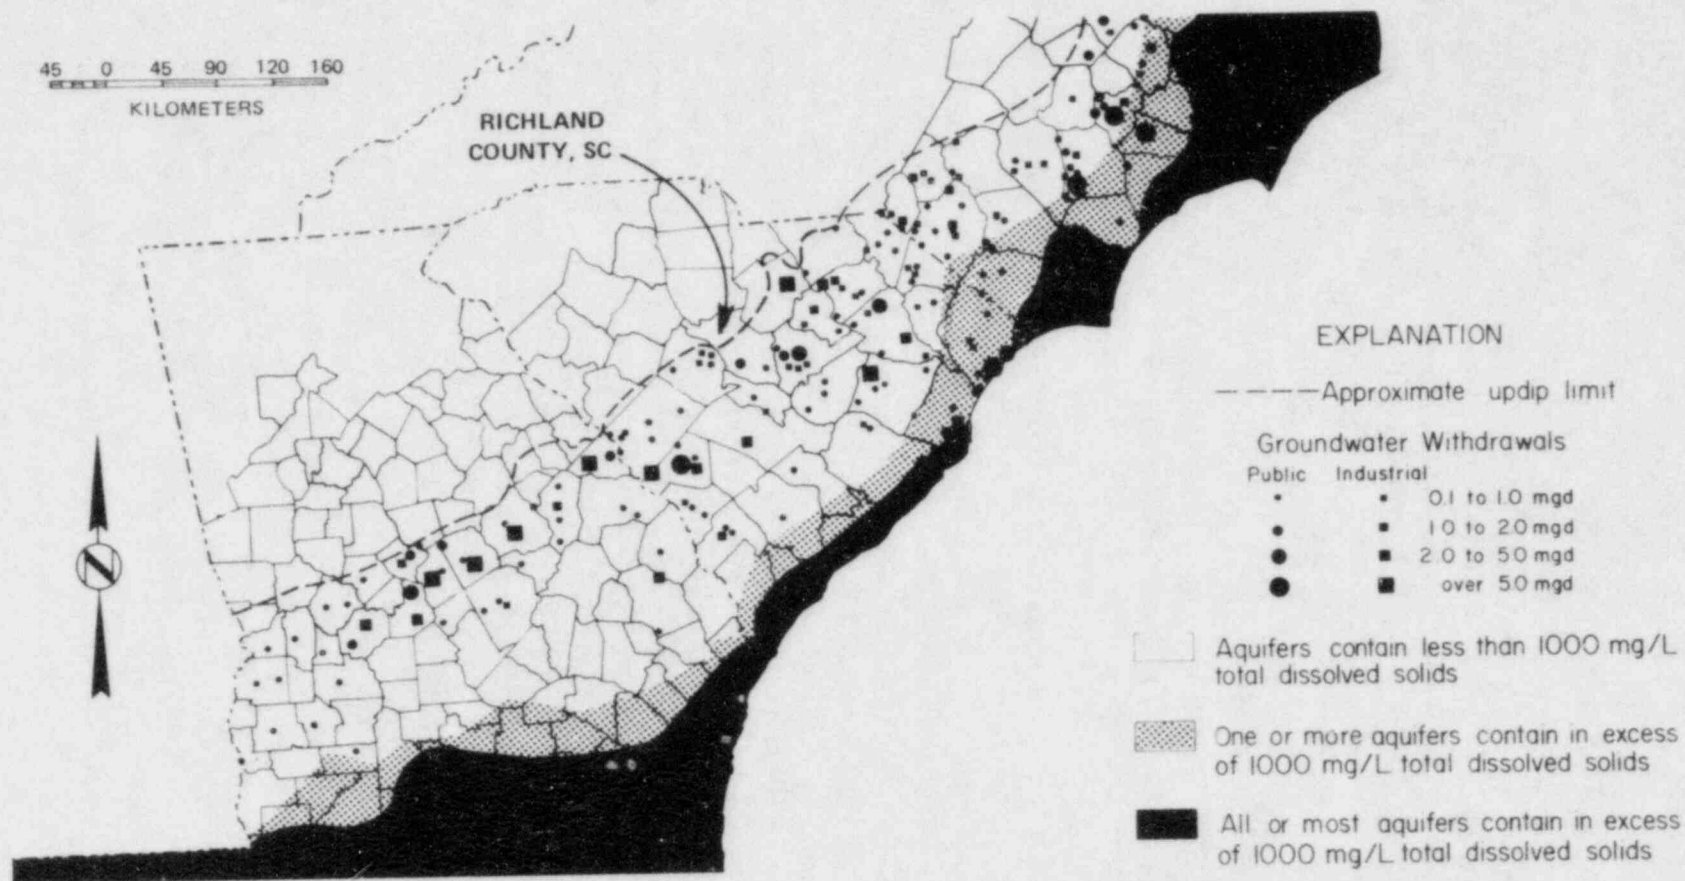 45 0 45 90 120 160
KILOMETERS
RICHLAND
COUNTY, SC
EXPLANATION
Approximate updip limit
Groundwater Withdrawals
Public Industrial
0.1 to 1.0 mgd
1.0 to 2.0 mgd
2.0 to 5.0 mgd
over 5.0 mgd
Aquifers contain less than 1000 mg/L
total dissolved solids
One or more aquifers contain in excess
of 1000 mg/L total dissolved solids
All or most aquifers contain in excess
of 1000 mg/L total dissolved solids
N